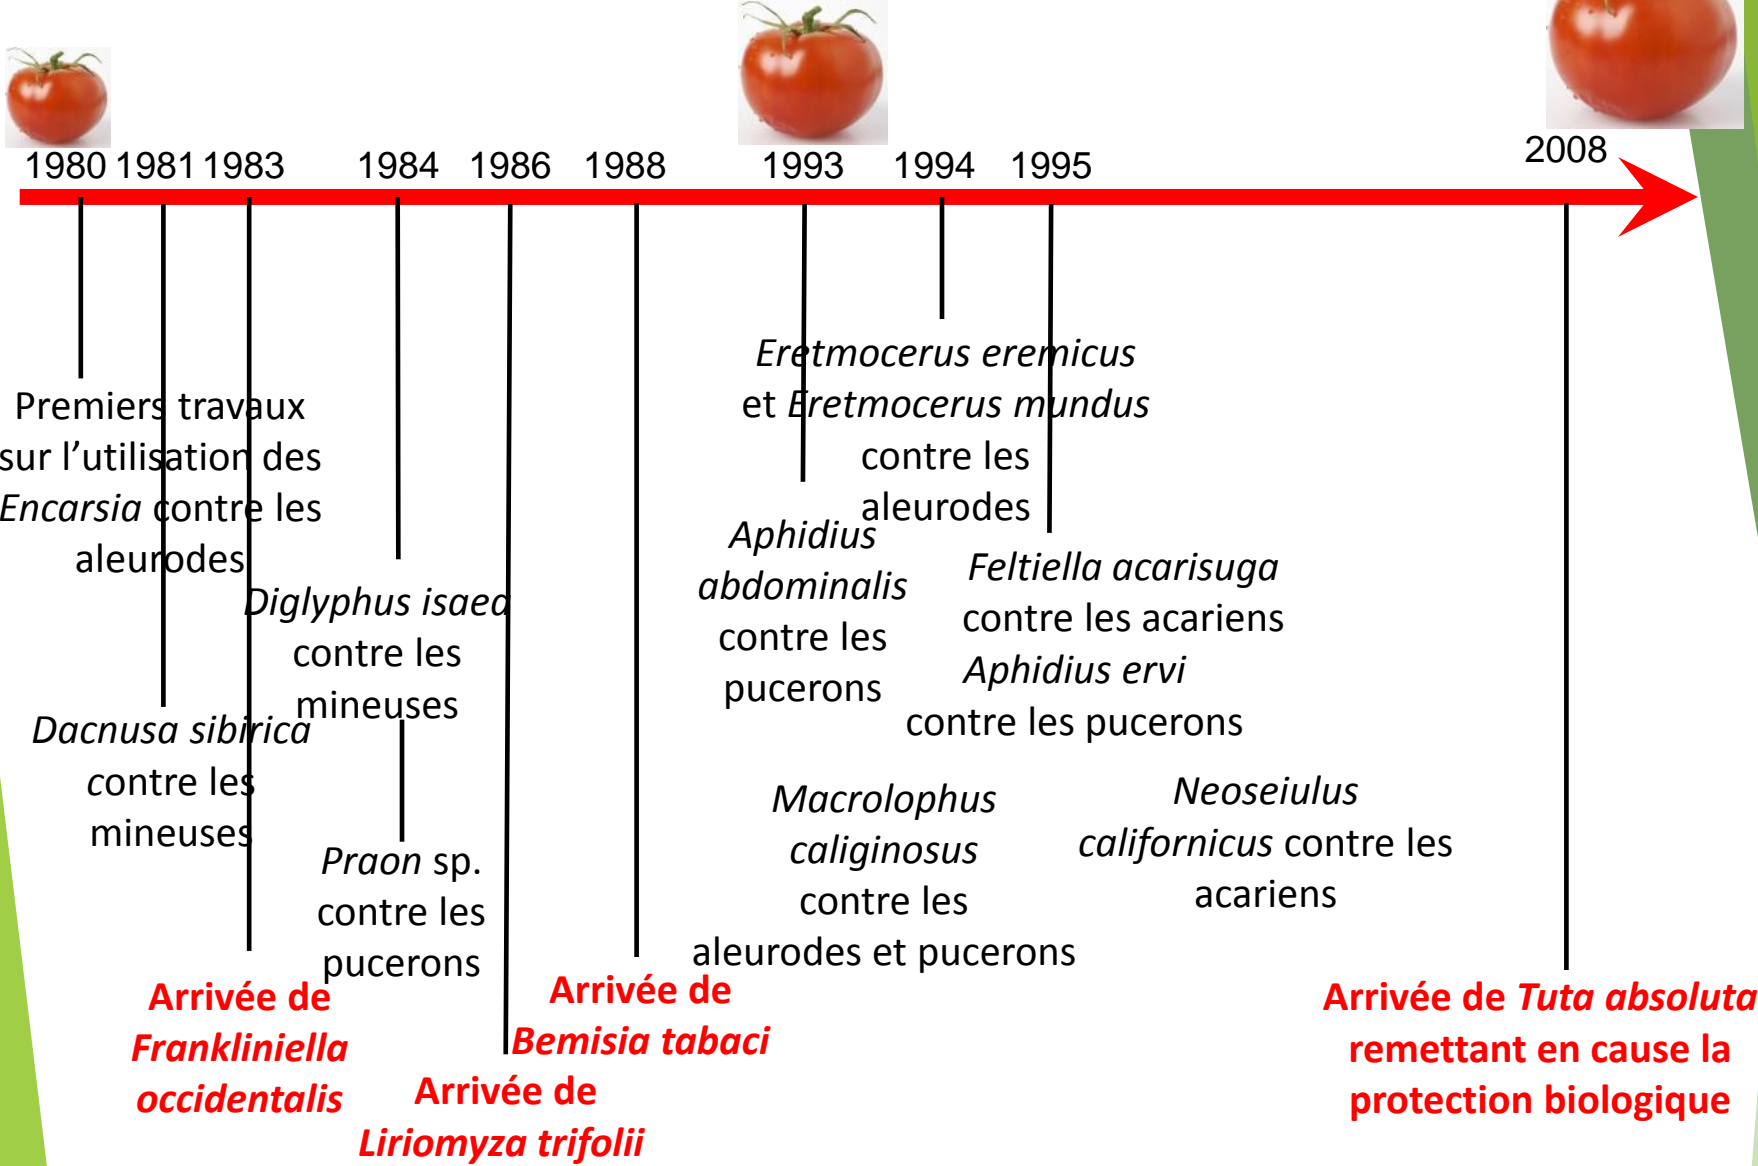 1980 1981 1983 1984 1986 1988 1993 1994 1995 2008
Premiers travaux
sur l’utilisation des
Encarsia contre les
aleurodes
Dacnusa sibirica
contre les
mineuses
Arrivée de
Frankliniella
occidentalis
Diglyphus isaea
contre les
mineuses
Praon sp.
contre les
pucerons
Arrivée de
Liriomyza trifolii
Arrivée de
Bemisia tabaci
Aphidius
abdominalis
contre les
pucerons
Eretmocerus eremicus
et Eretmocerus mundus
contre les
aleurodes
Feltiella acarisuga
contre les acariens
Aphidius ervi
contre les pucerons
Macrolophus
caliginosus
contre les
aleurodes et pucerons
Neoseiulus
californicus contre les
acariens
Arrivée de Tuta absoluta
remettant en cause la
protection biologique